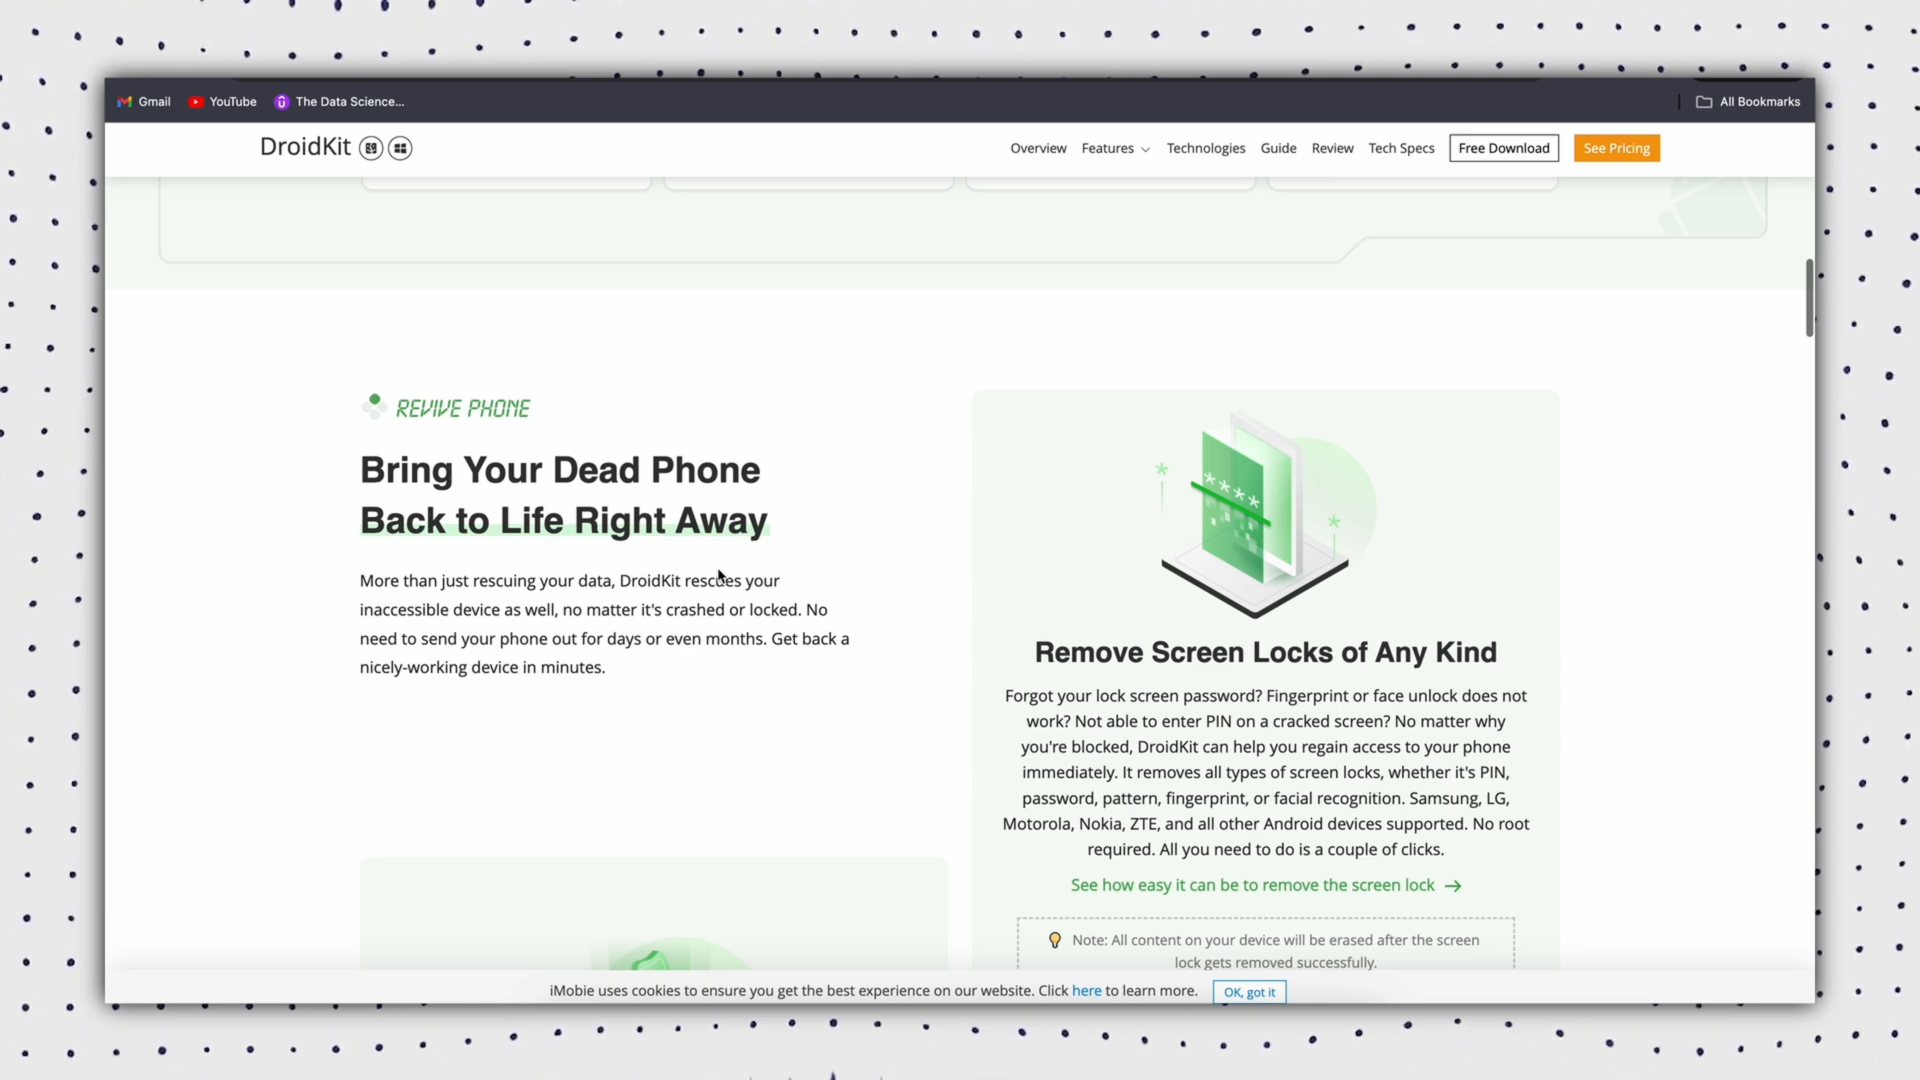 Gmail YouTube The Data Science... All Bookmarks
DroidKit Overview Features Technologies Guide Review Tech Specs Free Download See Pricing
REVIVE PHONE
Bring Your Dead Phone
Back to Life Right Away
More than just rescuing your data, DroidKit rescues your
inaccessible device as well, no matter it's crashed or locked. No
need to send your phone out for days or even months. Get back a
nicely-working device in minutes.
****
Remove Screen Locks of Any Kind
Forgot your lock screen password? Fingerprint or face unlock does not
work? Not able to enter PIN on a cracked screen? No matter why
you're blocked, DroidKit can help you regain access to your phone
immediately. It removes all types of screen locks, whether it's PIN,
password, pattern, fingerprint, or facial recognition. Samsung, LG,
Motorola, Nokia, ZTE, and all other Android devices supported. No root
required. All you need to do is a couple of clicks.
See how easy it can be to remove the screen lock →
Note: All content on your device will be erased after the screen
lock gets removed successfully.
iMobie uses cookies to ensure you get the best experience on our website. Click here to learn more. OK, got it